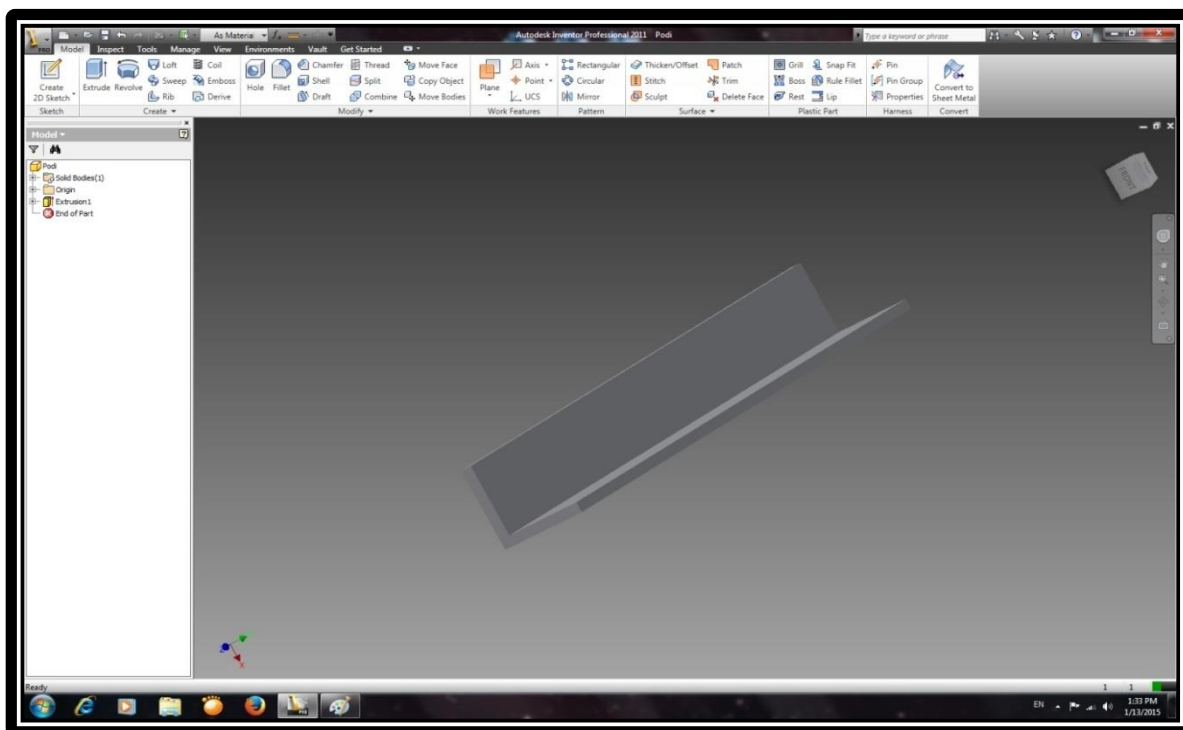 As Material
Autodesk Inventor Professional 2011 Podi
Type a keyword or phrase
PRO Model Inspect Tools Manage View Environments Vault Get Started
Create 2D Sketch
Extrude Revolve
Loft Coil
Sweep Emboss
Rib Derive
Hole Fillet
Chamfer Thread Move Face
Shell Split Copy Object
Draft Combine Move Bodies
Plane
Axis
Point
UCS
Rectangular
Circular
Mirror
Thicken/Offset Patch
Stitch Trim
Sculpt Delete Face
Grill Snap Fit
Boss Rule Fillet
Rest Lip
Pin
Pin Group
Properties
Convert to Sheet Metal
Sketch Create Modify Work Features Pattern Surface Plastic Part Harness Convert
Model
Podi
Solid Bodies(1)
Origin
Extrusion1
End of Part
FRONT
X
Ready
1 1
PRO
EN
1:33 PM
1/13/2015